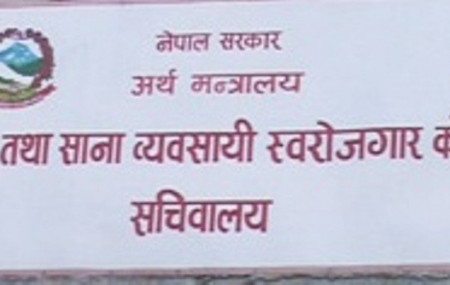 नेपाल सरकार
अर्थ मन्त्रालय
तथा साना व्यवसायी स्वरोजगार
सचिवालय